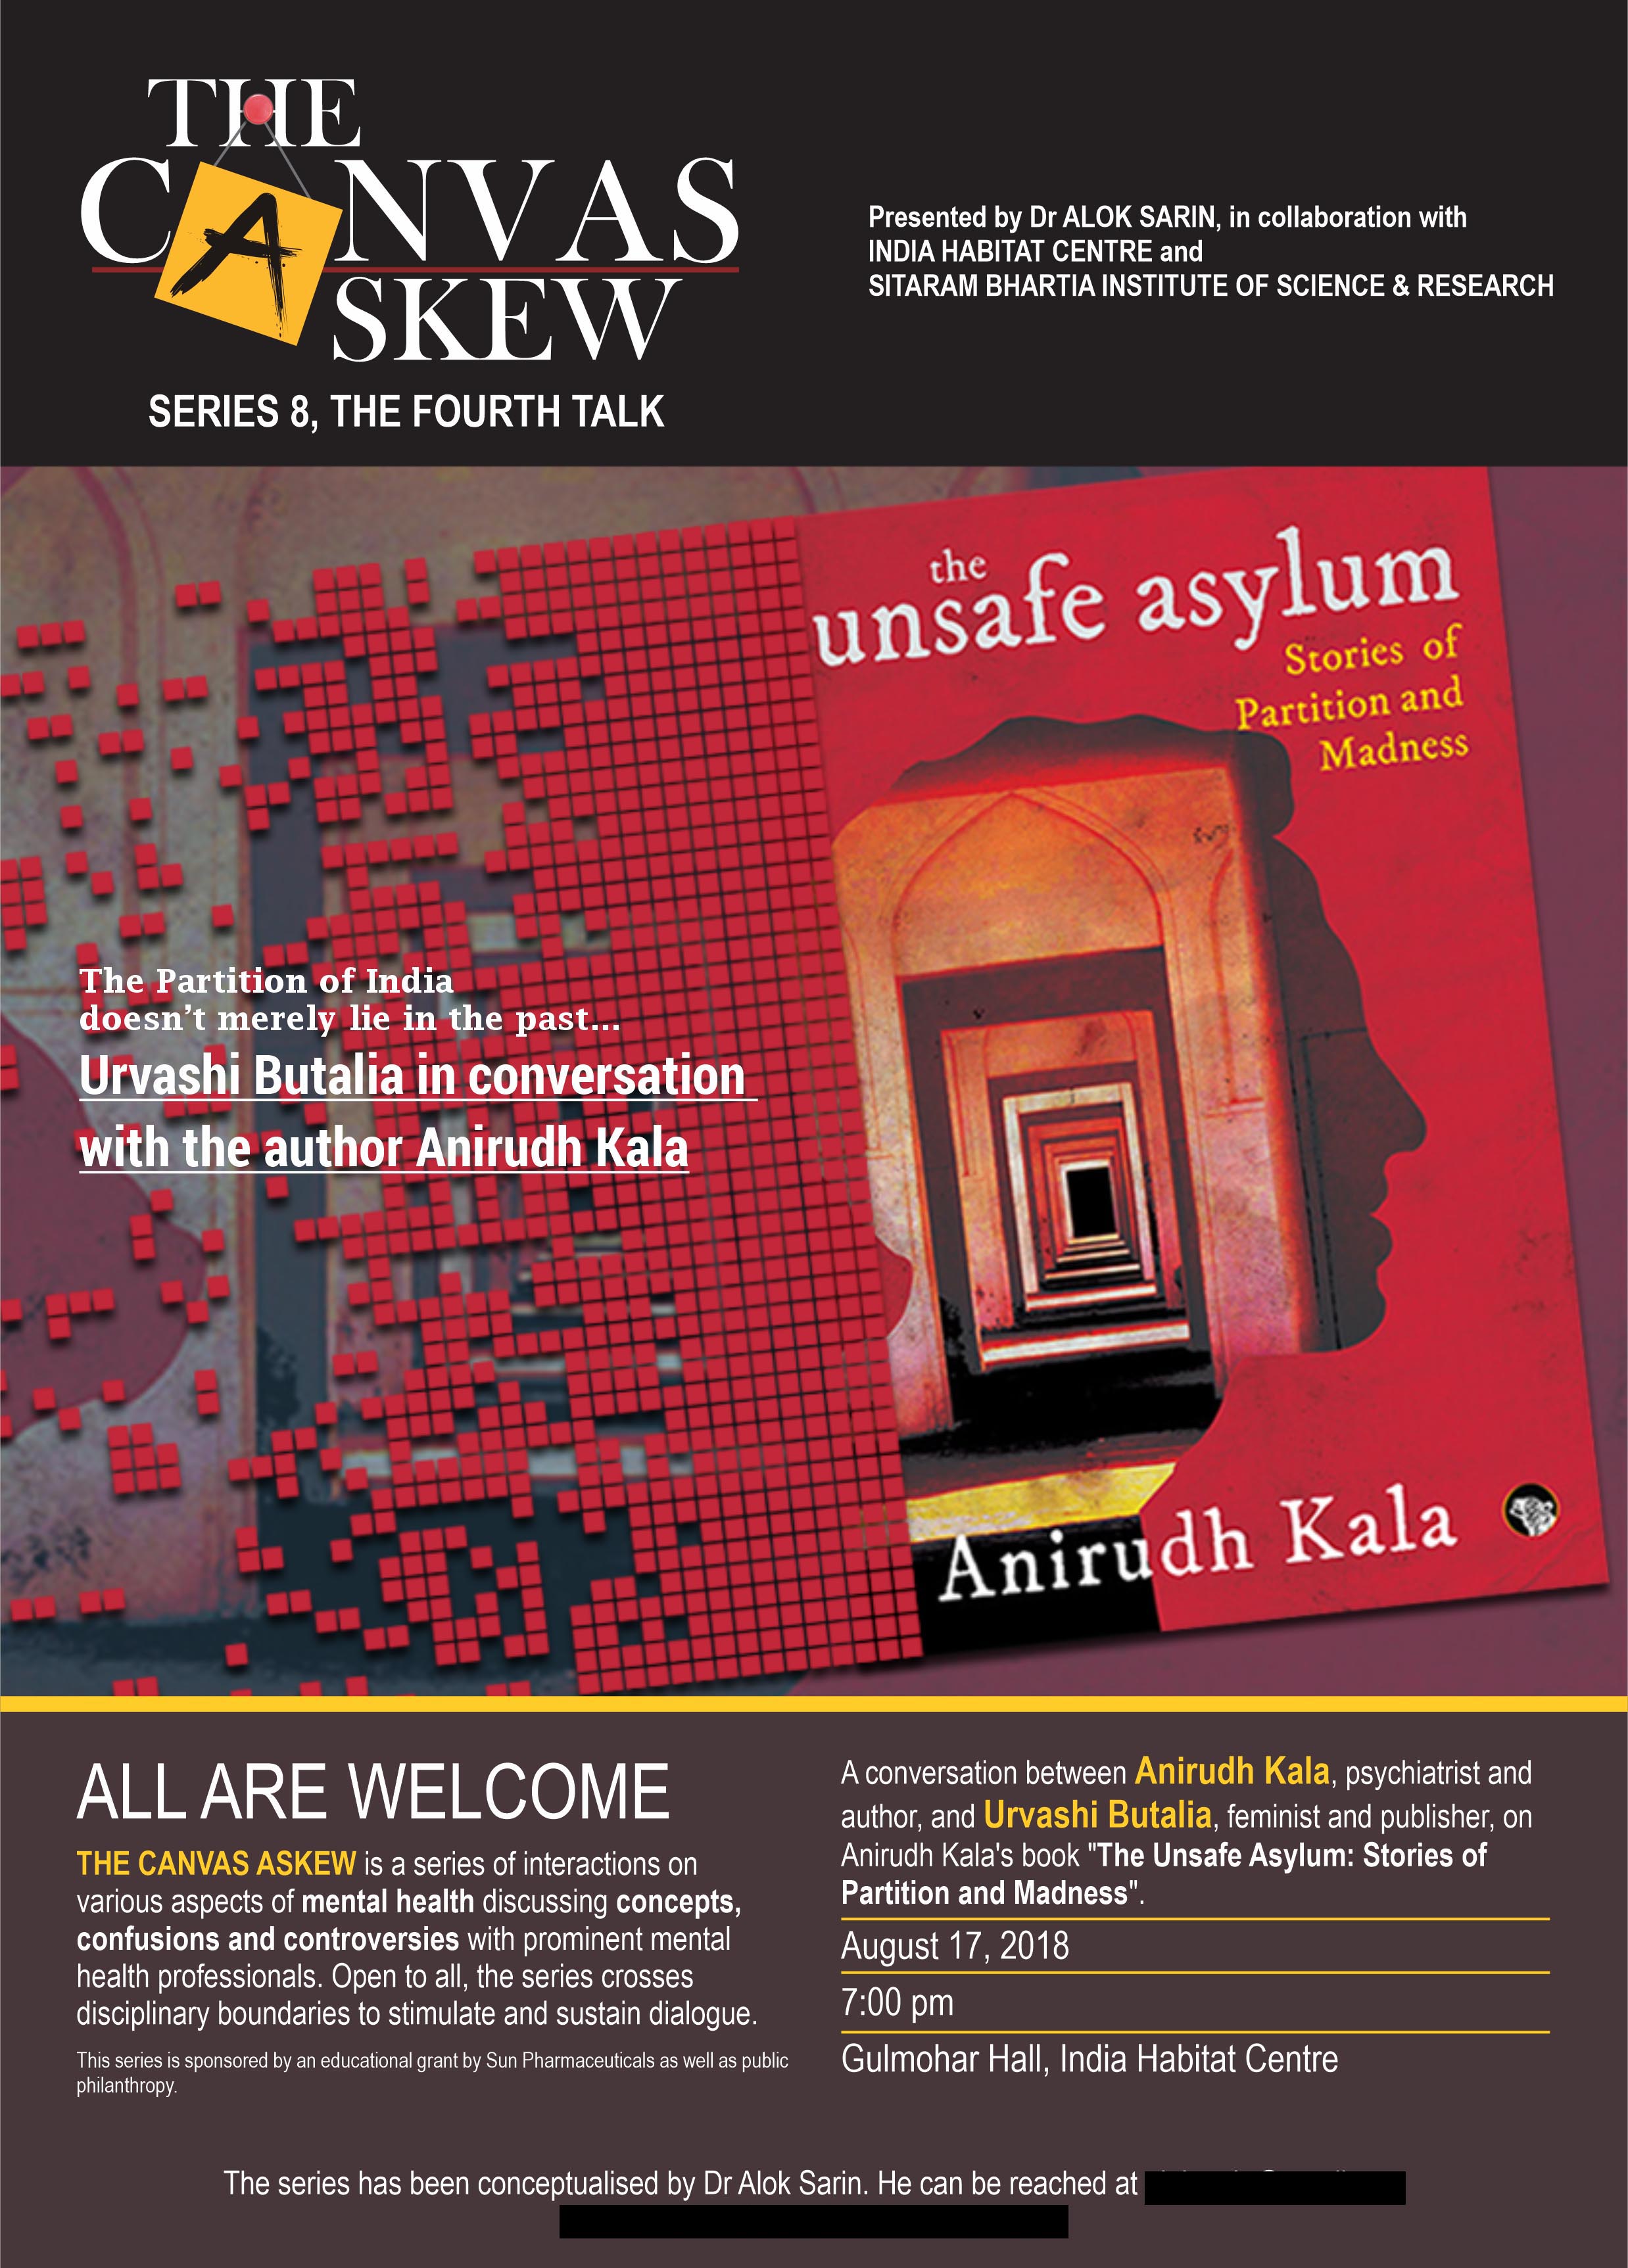 THE
CANVAS
ASKEW
SERIES 8, THE FOURTH TALK
Presented by Dr ALOK SARIN, in collaboration with
INDIA HABITAT CENTRE and
SITARAM BHARTIA INSTITUTE OF SCIENCE & RESEARCH
the
unsafe asylum
Stories of
Partition and
Madness
The Partition of India
doesn't merely lie in the past...
Urvashi Butalia in conversation
with the author Anirudh Kala
Anirudh Kala
ALL ARE WELCOME
THE CANVAS ASKEW is a series of interactions on
various aspects of mental health discussing concepts,
confusions and controversies with prominent mental
health professionals. Open to all, the series crosses
disciplinary boundaries to stimulate and sustain dialogue.
This series is sponsored by an educational grant by Sun Pharmaceuticals as well as public
philanthropy.
A conversation between Anirudh Kala, psychiatrist and
author, and Urvashi Butalia, feminist and publisher, on
Anirudh Kala's book "The Unsafe Asylum: Stories of
Partition and Madness".
August 17, 2018
7:00 pm
Gulmohar Hall, India Habitat Centre
The series has been conceptualised by Dr Alok Sarin. He can be reached at